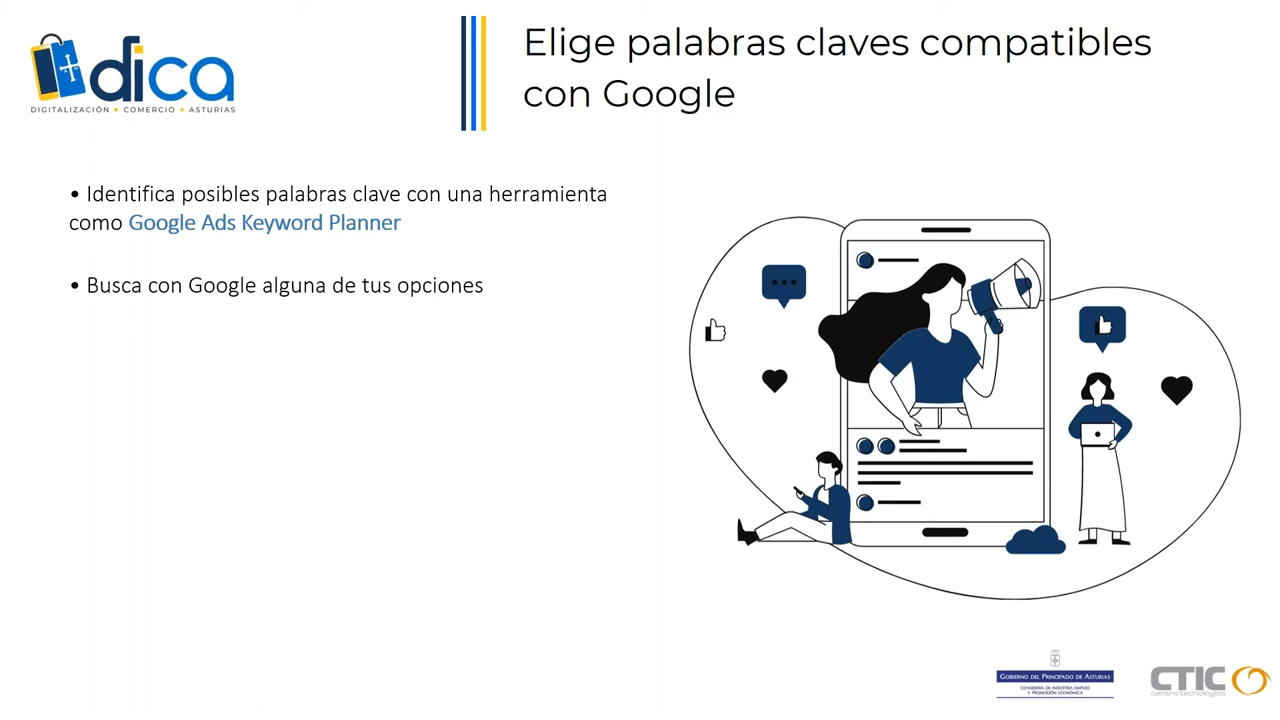 dica
DIGITALIZACIÓN • COMERCIO • ASTURIAS
Elige palabras claves compatibles
con Google
• Identifica posibles palabras clave con una herramienta
como Google Ads Keyword Planner
• Busca con Google alguna de tus opciones
GOBIERNO DEL PRINCIPADO DE ASTURIAS
CONSEJERÍA DE INDUSTRIA, EMPLEO
Y PROMOCIÓN ECONÓMICA
CTIC
centro tecnológico